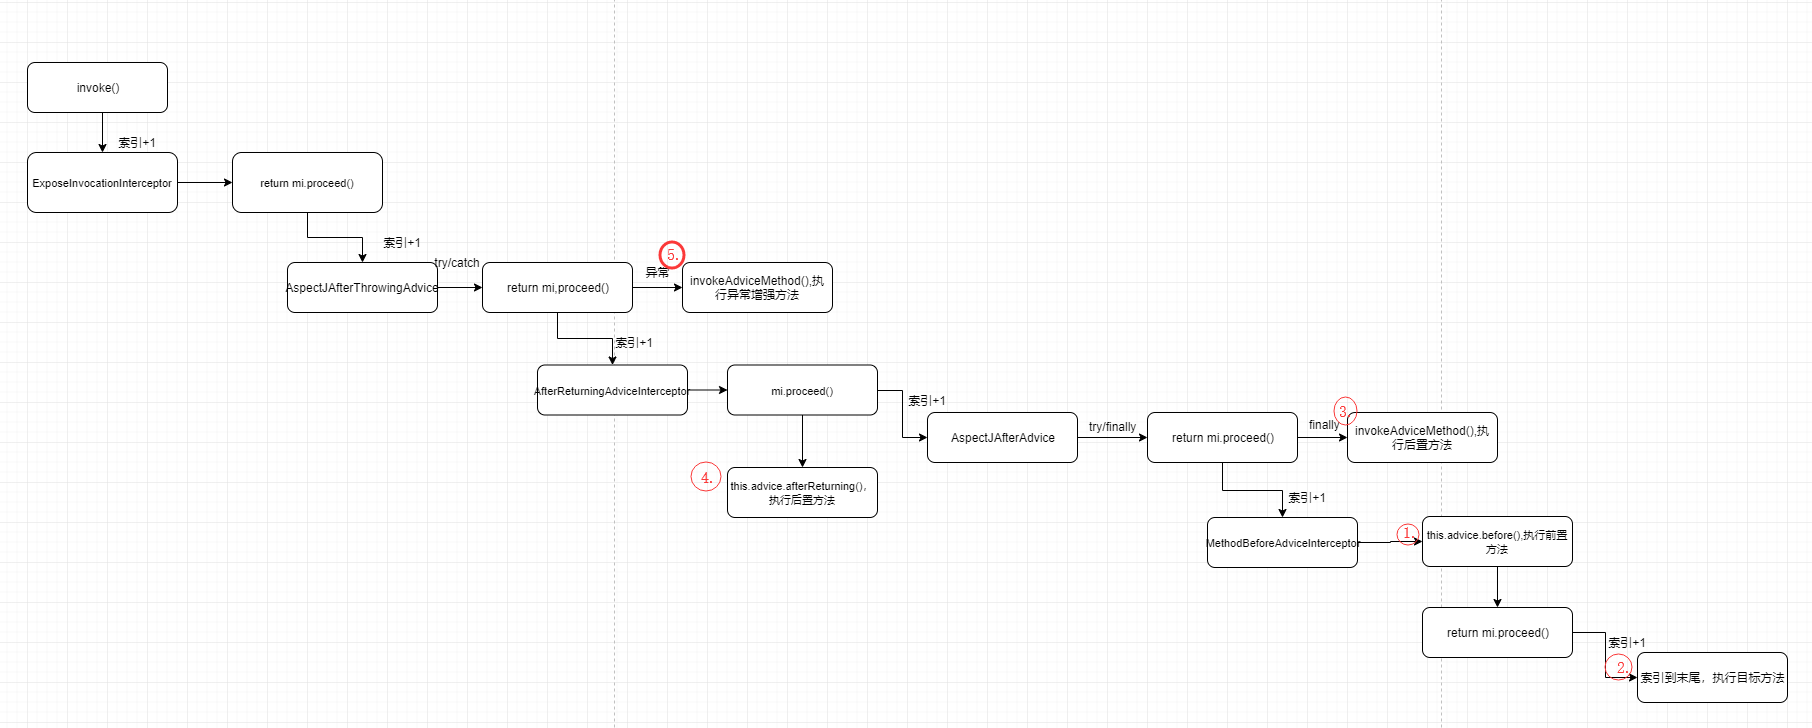 invoke()
索引+1
ExposeInvocationInterceptor
return mi.proceed()
索引+1
AspectJAfterThrowingAdvice
try/catch
return mi,proceed()
异常
5.
invokeAdviceMethod(),执
行异常增强方法
索引+1
AfterReturningAdviceInterceptor
mi.proceed()
索引+1
4.
this.advice.afterReturning()，
执行后置方法
AspectJAfterAdvice
try/finally
return mi.proceed()
finally
3
invokeAdviceMethod(),执
行后置方法
索引+1
MethodBeforeAdviceInterceptor
1.
this.advice.before(),执行前置
方法
return mi.proceed()
索引+1
2.
索引到末尾，执行目标方法